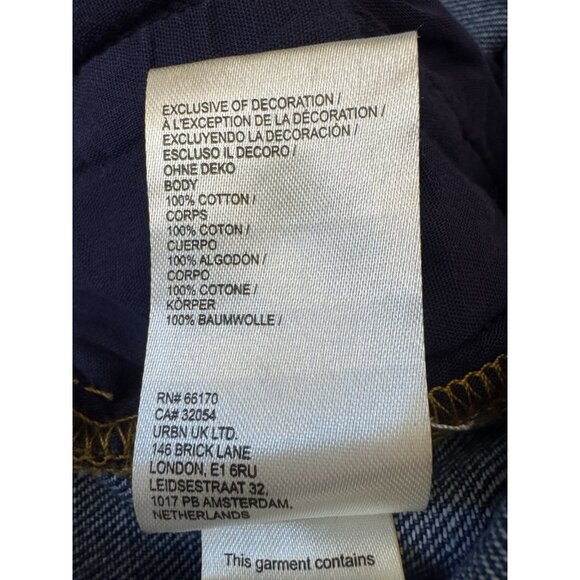 EXCLUSIVE OF DECORATION /
À L'EXCEPTION DE LA DÉCORATION /
EXCLUYENDO LA DECORACIÓN /
ESCLUSO IL DECORO /
OHNE DEKO
BODY
100% COTTON /
CORPS
100% COTON /
CUERPO
100% ALGODÓN /
CORPO
100% COTONE /
KÖRPER
100% BAUMWOLLE /
RN# 66170
CA# 32054
URBN UK LTD.
146 BRICK LANE
LONDON, E1 6RU
LEIDSESTRAAT 32,
1017 PB AMSTERDAM,
NETHERLANDS
This garment contains